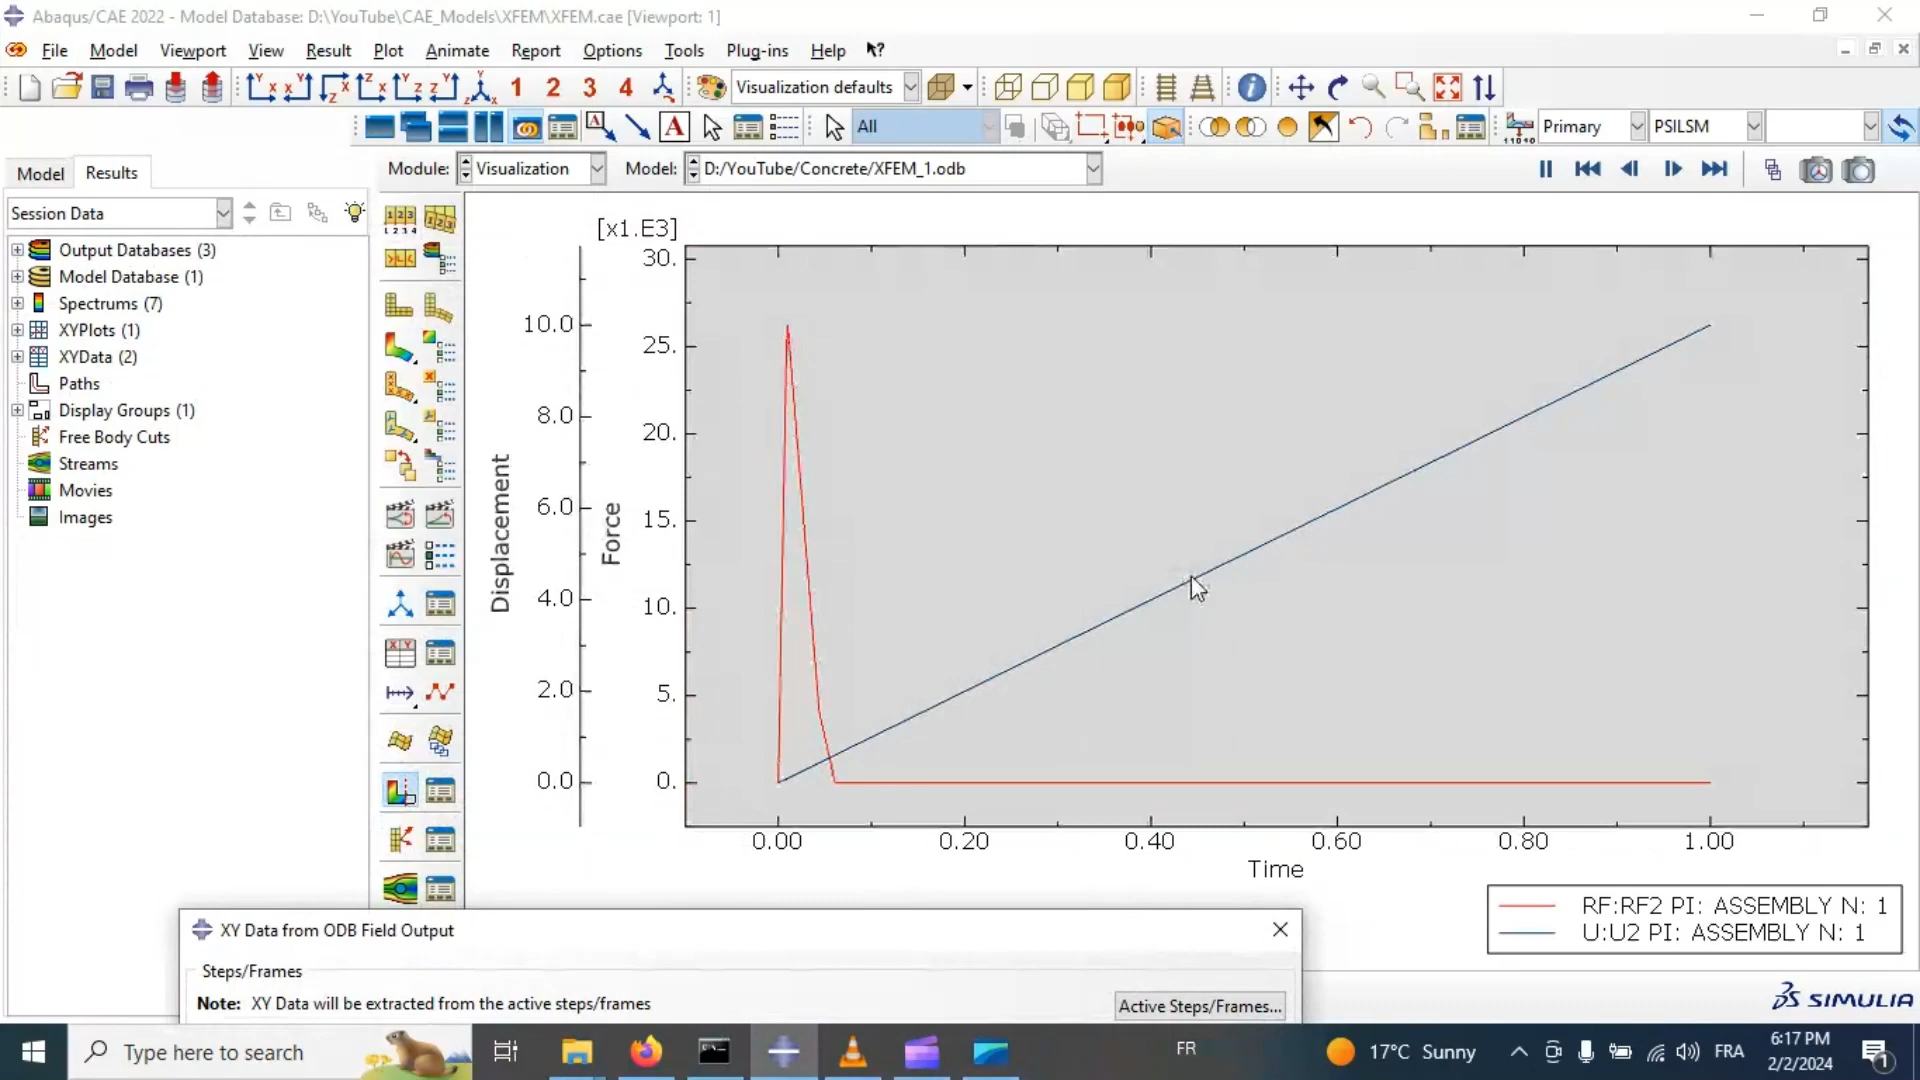 Abaqus/CAE 2022 - Model Database: D:\YouTube\CAE_Models\XFEM\XFEM.cae [Viewport: 1]
File Model Viewport View Result Plot Animate Report Options Tools Plug-ins Help
1 2 3 4 Visualization defaults
All Primary PSILSM
Model Results Module: Visualization Model: D:/YouTube/Concrete/XFEM_1.odb
Session Data
Output Databases (3)
Model Database (1)
Spectrums (7)
XYPlots (1)
XYData (2)
Paths
Display Groups (1)
Free Body Cuts
Streams
Movies
Images
[x1.E3]
30.
25.
20.
15.
10.
5.
0.
10.0
8.0
6.0
4.0
2.0
0.0
Displacement
Force
0.00 0.20 0.40 0.60 0.80 1.00
Time
RF:RF2 PI: ASSEMBLY N: 1
U:U2 PI: ASSEMBLY N: 1
XY Data from ODB Field Output
Steps/Frames
Note: XY Data will be extracted from the active steps/frames
Active Steps/Frames...
SIMULIA
Type here to search
FR
17°C Sunny
FRA
6:17 PM
2/2/2024
1